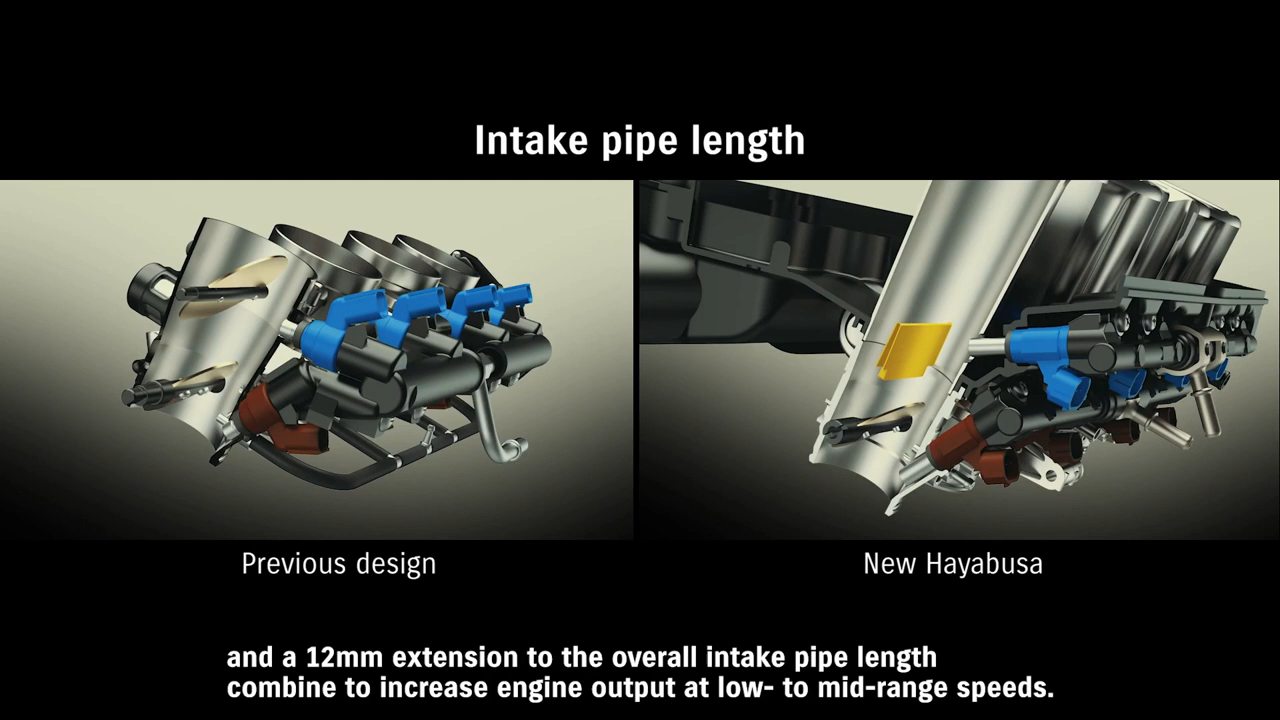 Intake pipe length
Previous design
New Hayabusa
and a 12mm extension to the overall intake pipe length
combine to increase engine output at low- to mid-range speeds.